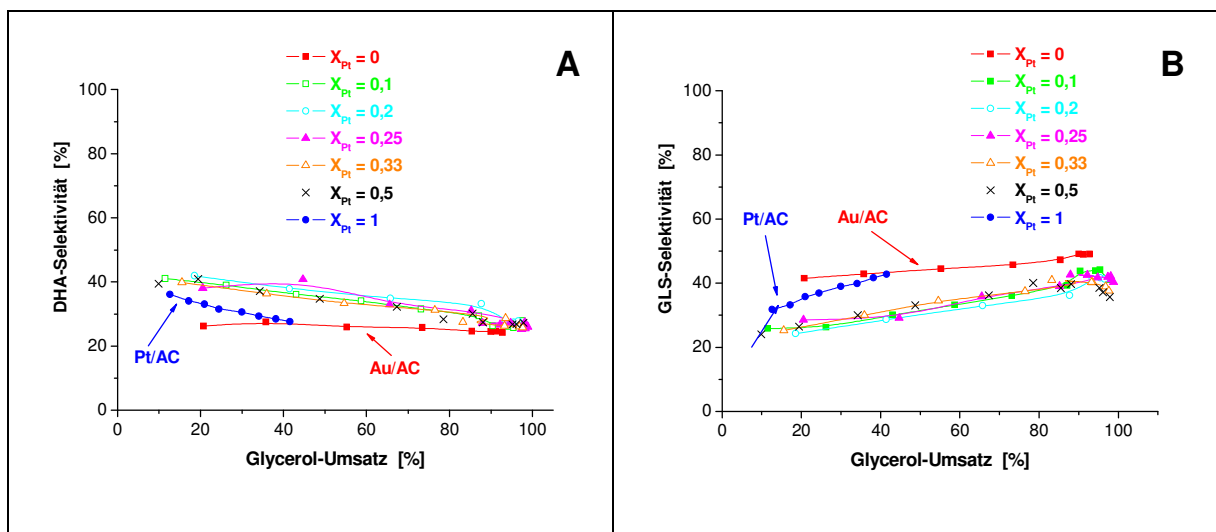 A
X_Pt = 0
X_Pt = 0,1
X_Pt = 0,2
X_Pt = 0,25
X_Pt = 0,33
X_Pt = 0,5
X_Pt = 1
DHA-Selektivität [%]
100
80
60
40
20
0
Pt/AC
Au/AC
0 20 40 60 80 100
Glycerol-Umsatz [%]
B
X_Pt = 0
X_Pt = 0,1
X_Pt = 0,2
X_Pt = 0,25
X_Pt = 0,33
X_Pt = 0,5
X_Pt = 1
GLS-Selektivität [%]
100
80
60
40
20
0
Pt/AC
Au/AC
0 20 40 60 80 100
Glycerol-Umsatz [%]